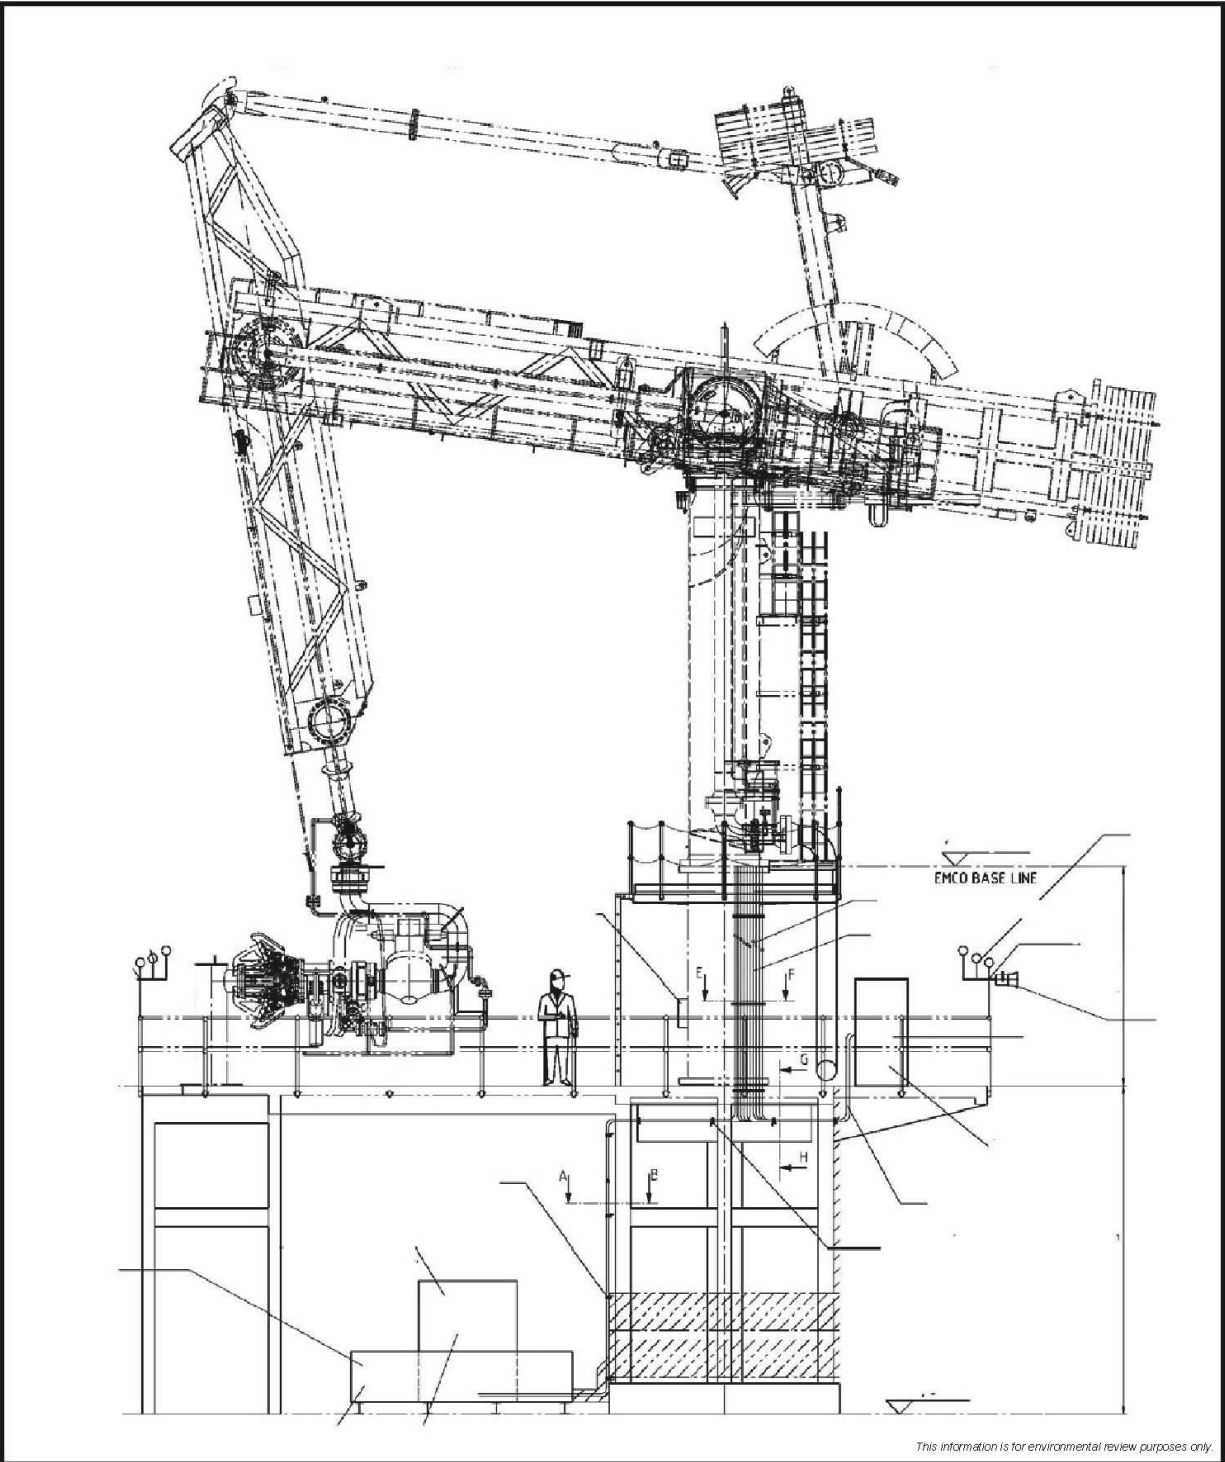 EMCO BASE LINE
E F
G
H
A B
This information is for environmental review purposes only.